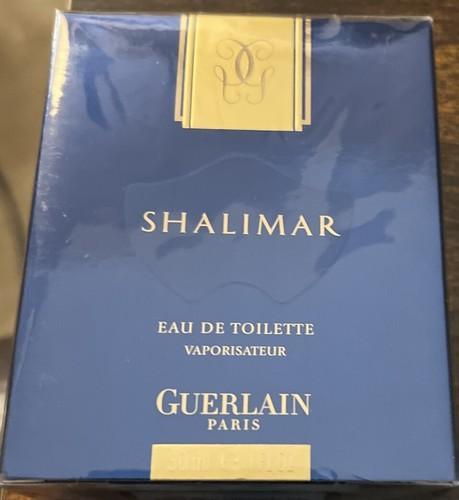 SHALIMAR
EAU DE TOILETTE
VAPORISATEUR
GUERLAIN
PARIS